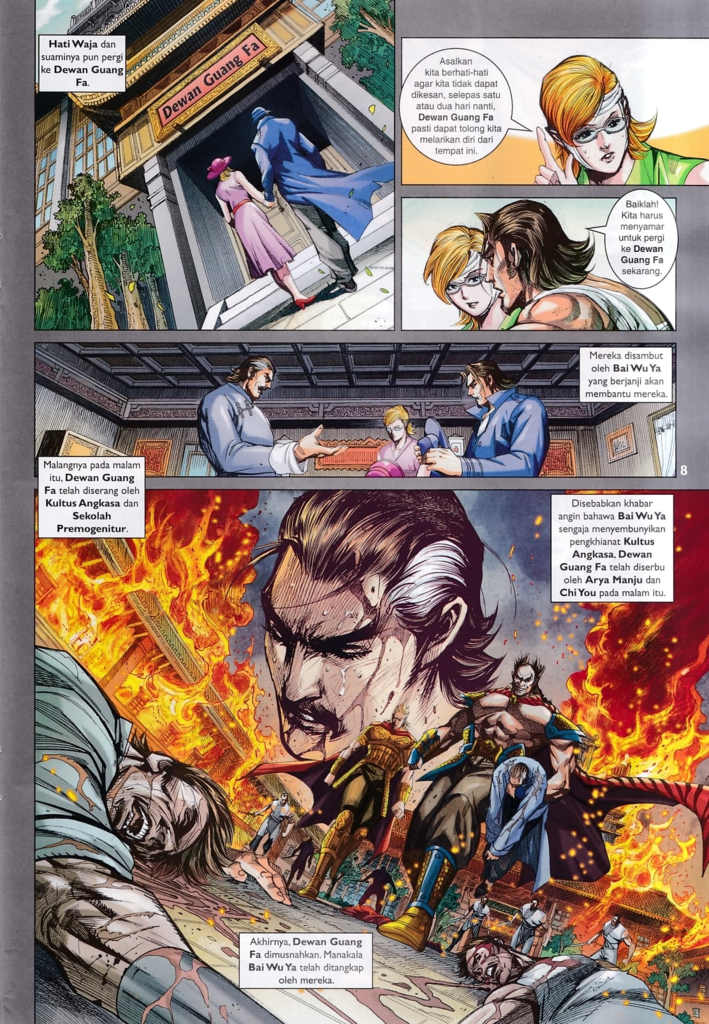 Hati Waja dan
suaminya pun pergi
ke Dewan Guang
Fa.
Dewan Guang Fa
Asalkan
kita berhati-hati
agar kita tidak dapat
dikesan, selepas satu
atau dua hari nanti,
Dewan Guang Fa
pasti dapat tolong kita
melarikan diri dari
tempat ini.
Baiklah!
Kita harus
menyamar
untuk pergi
ke Dewan
Guang Fa
sekarang.
Mereka disambut
oleh Bai Wu Ya
yang berjanji akan
membantu mereka.
8
Malangnya pada malam
itu, Dewan Guang
Fa telah diserang oleh
Kultus Angkasa dan
Sekolah
Premogenitur.
Disebabkan khabar
angin bahawa Bai Wu Ya
sengaja menyembunyikan
pengkhianat Kultus
Angkasa, Dewan
Guang Fa telah diserbu
oleh Arya Manju dan
Chi You pada malam itu.
Akhirnya, Dewan Guang
Fa dimusnahkan. Manakala
Bai Wu Ya telah ditangkap
oleh mereka.